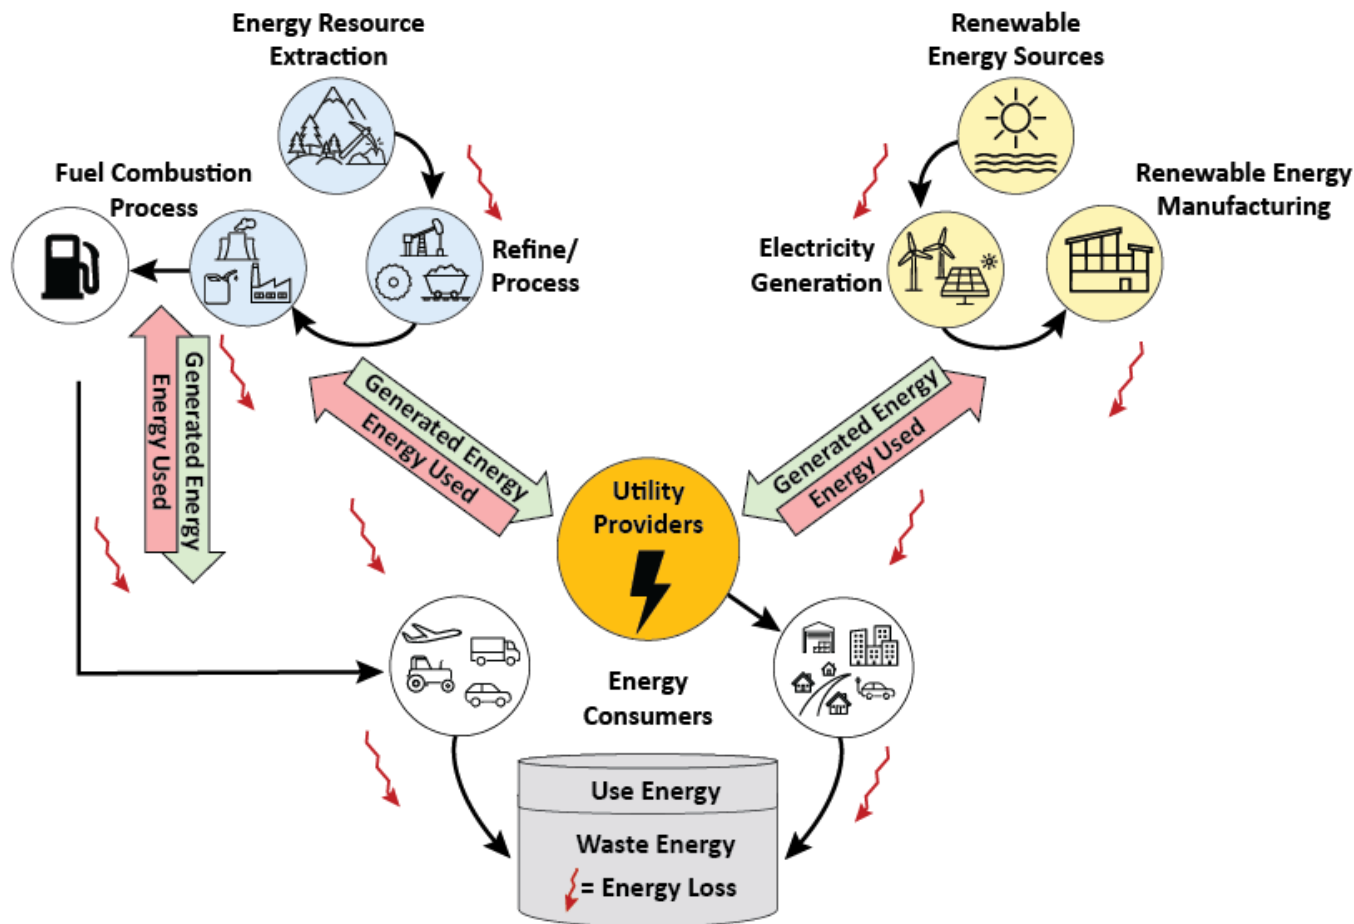 Energy Resource
Extraction
Renewable
Energy Sources
Fuel Combustion
Process
Renewable Energy
Manufacturing
Refine/
Process
Electricity
Generation
Energy Used
Generated Energy
Generated Energy
Energy Used
Generated Energy
Energy Used
Utility
Providers
Energy
Consumers
Use Energy
Waste Energy
= Energy Loss